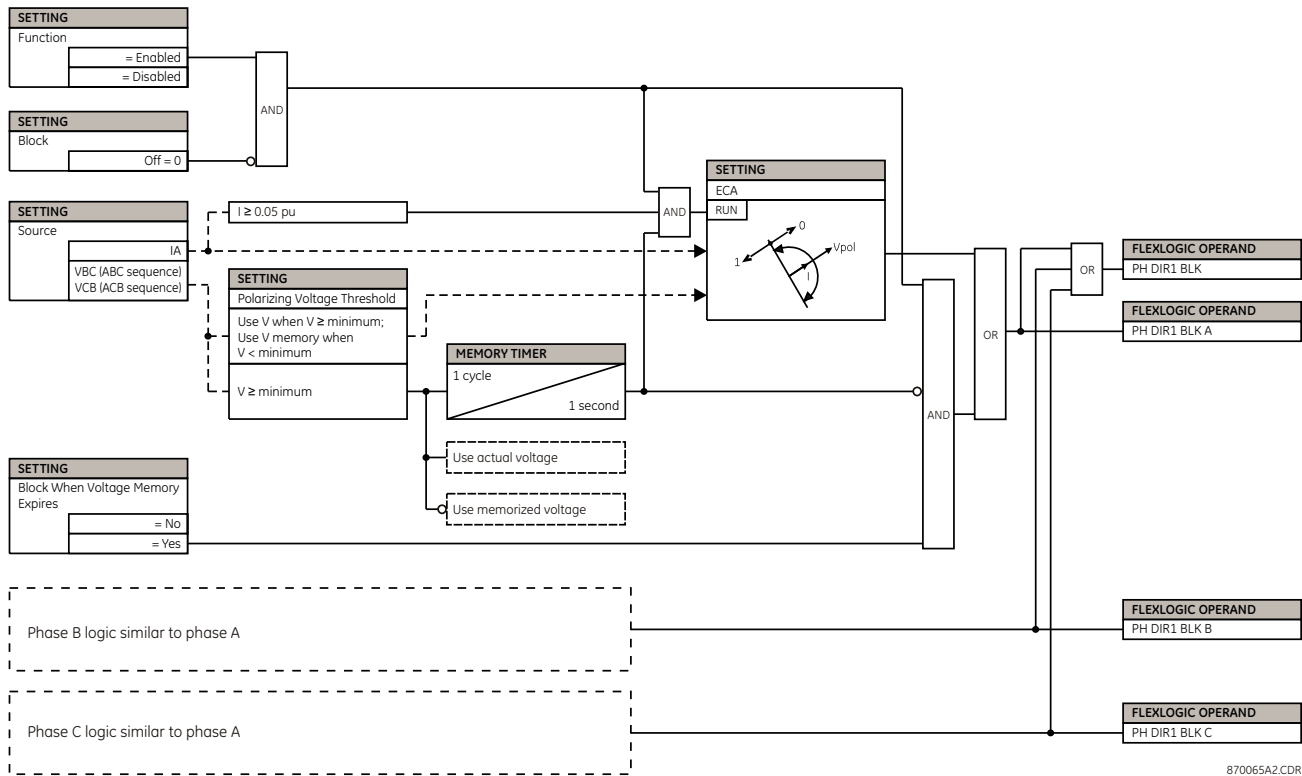 SETTING
Function
= Enabled
= Disabled
AND
SETTING
Block
Off = 0
SETTING
Source
IA
VBC (ABC sequence)
VCB (ACB sequence)
I ≥ 0.05 pu
SETTING
Polarizing Voltage Threshold
Use V when V ≥ minimum;
Use V memory when
V < minimum
V ≥ minimum
MEMORY TIMER
1 cycle
1 second
Use actual voltage
Use memorized voltage
AND
SETTING
ECA
RUN
0
1
Vpol
I
SETTING
Block When Voltage Memory
Expires
= No
= Yes
AND
OR
OR
FLEXLOGIC OPERAND
PH DIR1 BLK
FLEXLOGIC OPERAND
PH DIR1 BLK A
Phase B logic similar to phase A
FLEXLOGIC OPERAND
PH DIR1 BLK B
Phase C logic similar to phase A
FLEXLOGIC OPERAND
PH DIR1 BLK C
870065A2.CDR